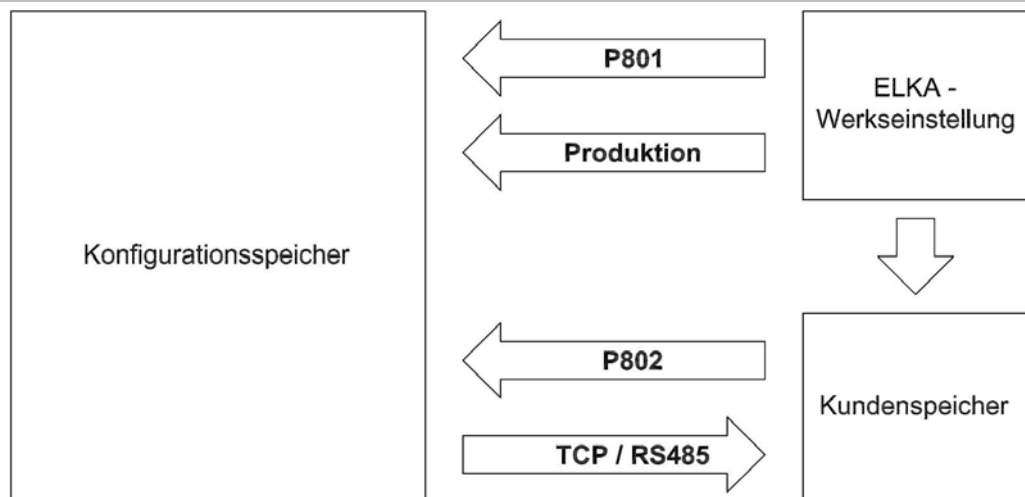 P801
ELKA -
Werkseinstellung
Produktion
Konfigurationsspeicher
P802
Kundenspeicher
TCP / RS485